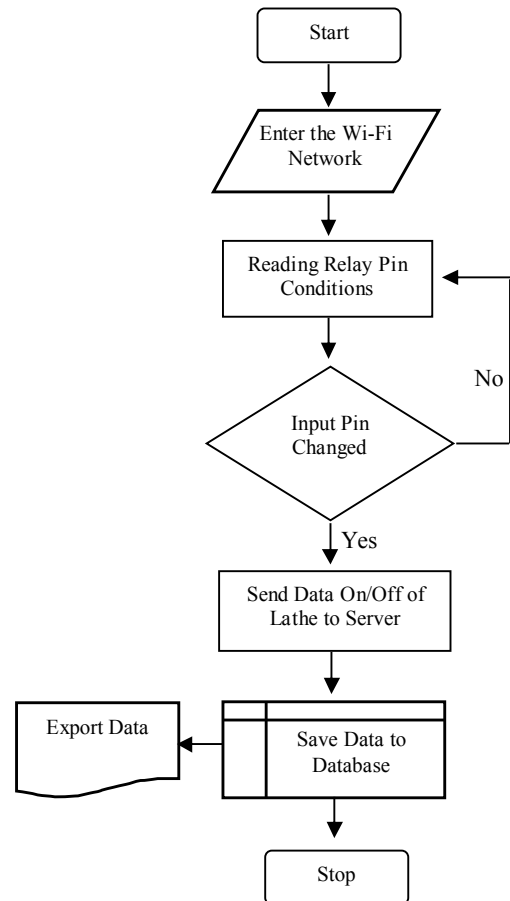 Start
Enter the Wi-Fi
Network
Reading Relay Pin
Conditions
No
Input Pin
Changed
Yes
Send Data On/Off of
Lathe to Server
Export Data
Save Data to
Database
Stop